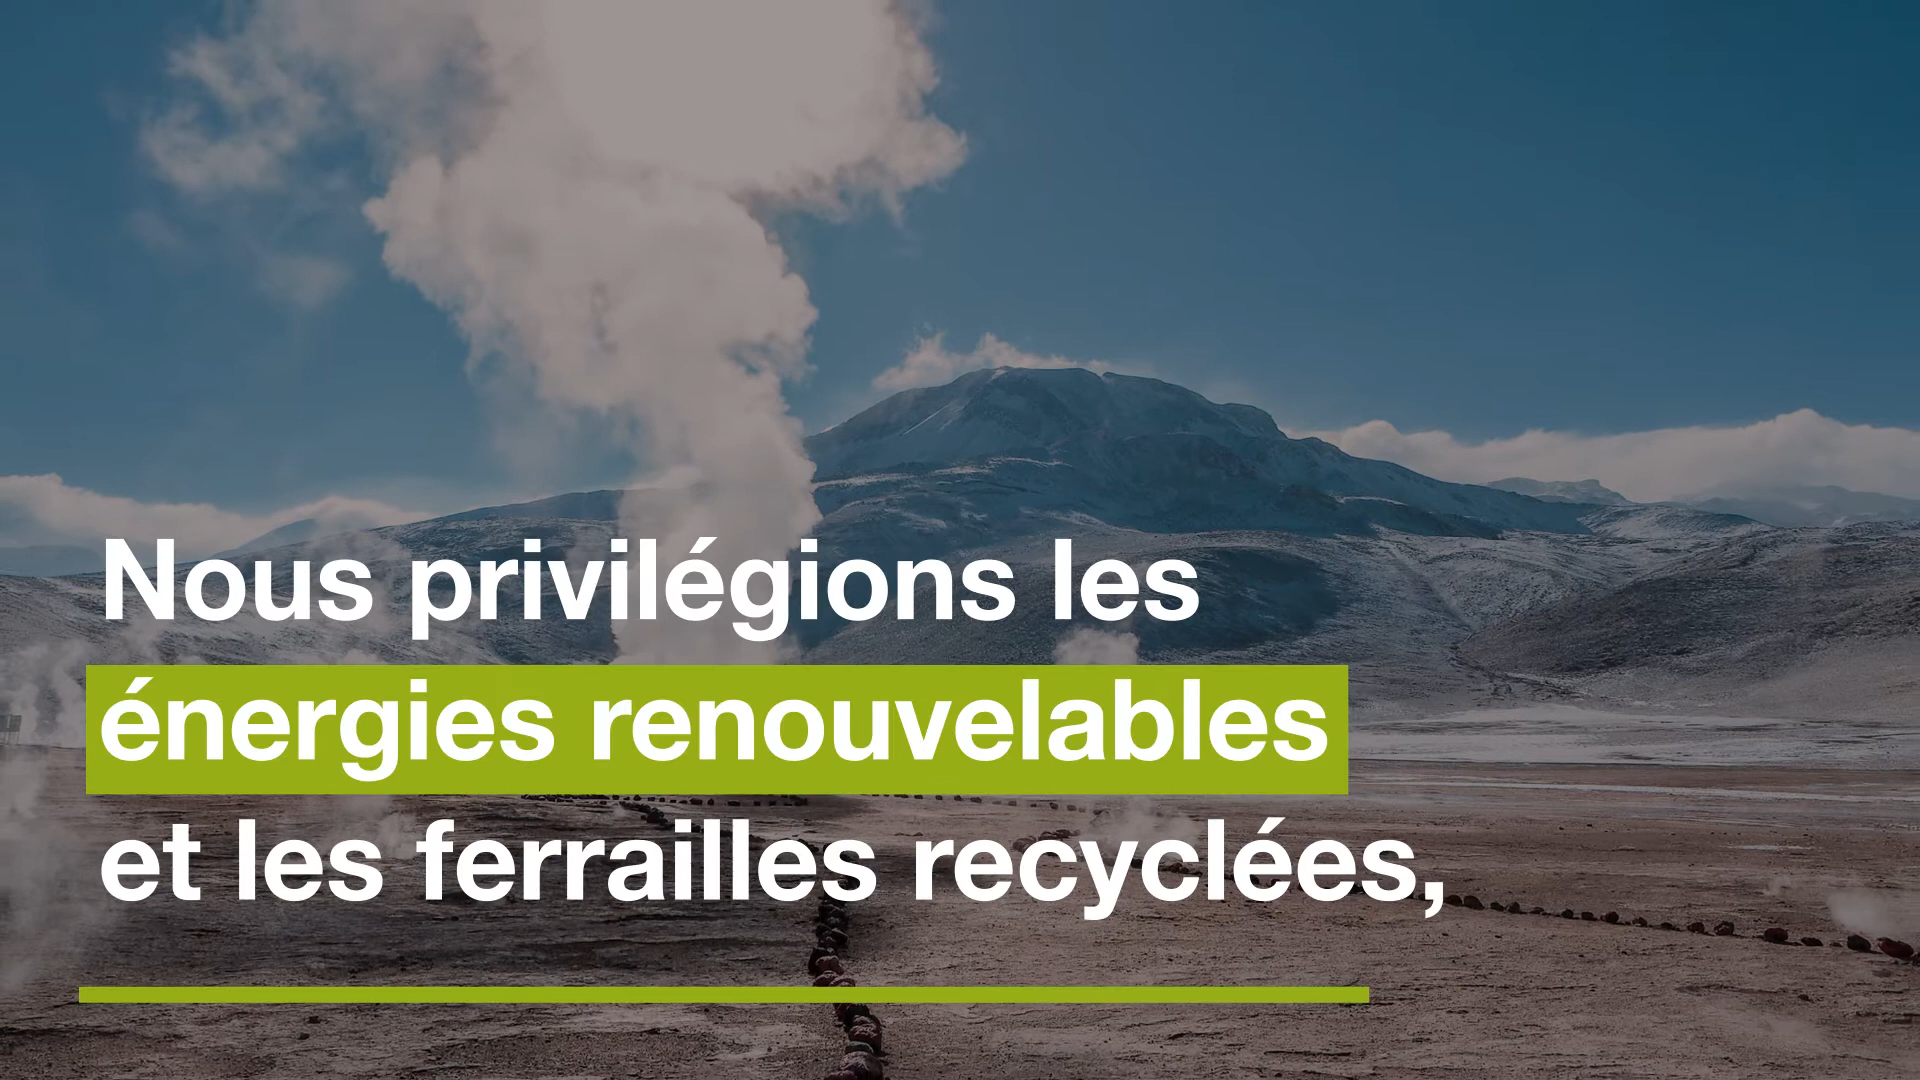 Nous privilégions les
énergies renouvelables
et les ferrailles recyclées,